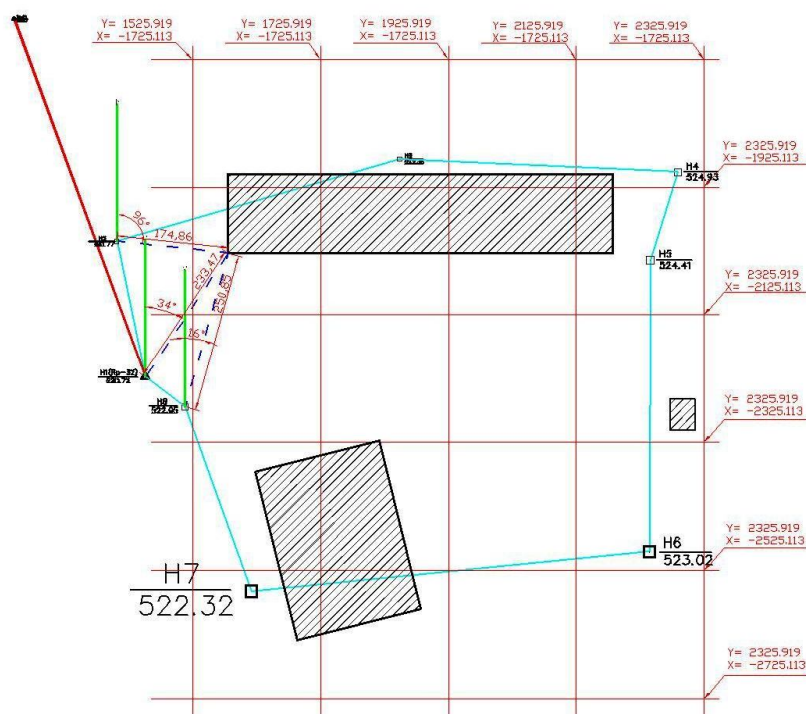 Y= 1525.919
X= -1725.113
Y= 1725.919
X= -1725.113
Y= 1925.919
X= -1725.113
Y= 2125.919
X= -1725.113
Y= 2325.919
X= -1725.113
H4
524.93
Y= 2325.919
X= -1925.113
96°
174,86
H5
524.41
233,47
250,85
Y= 2325.919
X= -2125.113
34°
16°
H8
522.05
Y= 2325.919
X= -2325.113
H6
523.02
Y= 2325.919
X= -2525.113
H7
522.32
Y= 2325.919
X= -2725.113